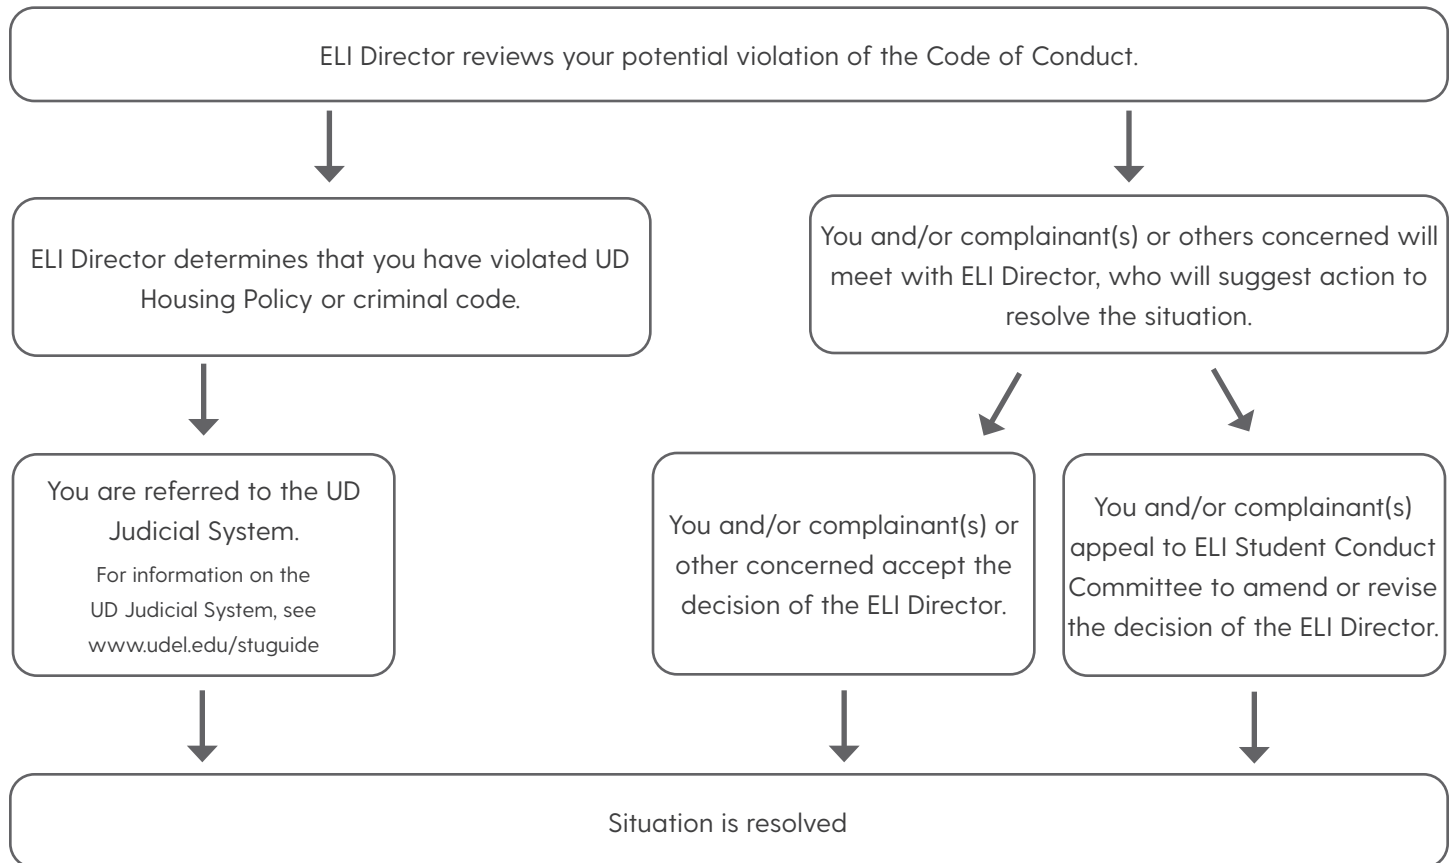 ELI Director reviews your potential violation of the Code of Conduct.
ELI Director determines that you have violated UD
Housing Policy or criminal code.
You and/or complainant(s) or others concerned will
meet with ELI Director, who will suggest action to
resolve the situation.
You are referred to the UD
Judicial System.
For information on the
UD Judicial System, see
www.udel.edu/stuguide
You and/or complainant(s) or
other concerned accept the
decision of the ELI Director.
You and/or complainant(s)
appeal to ELI Student Conduct
Committee to amend or revise
the decision of the ELI Director.
Situation is resolved